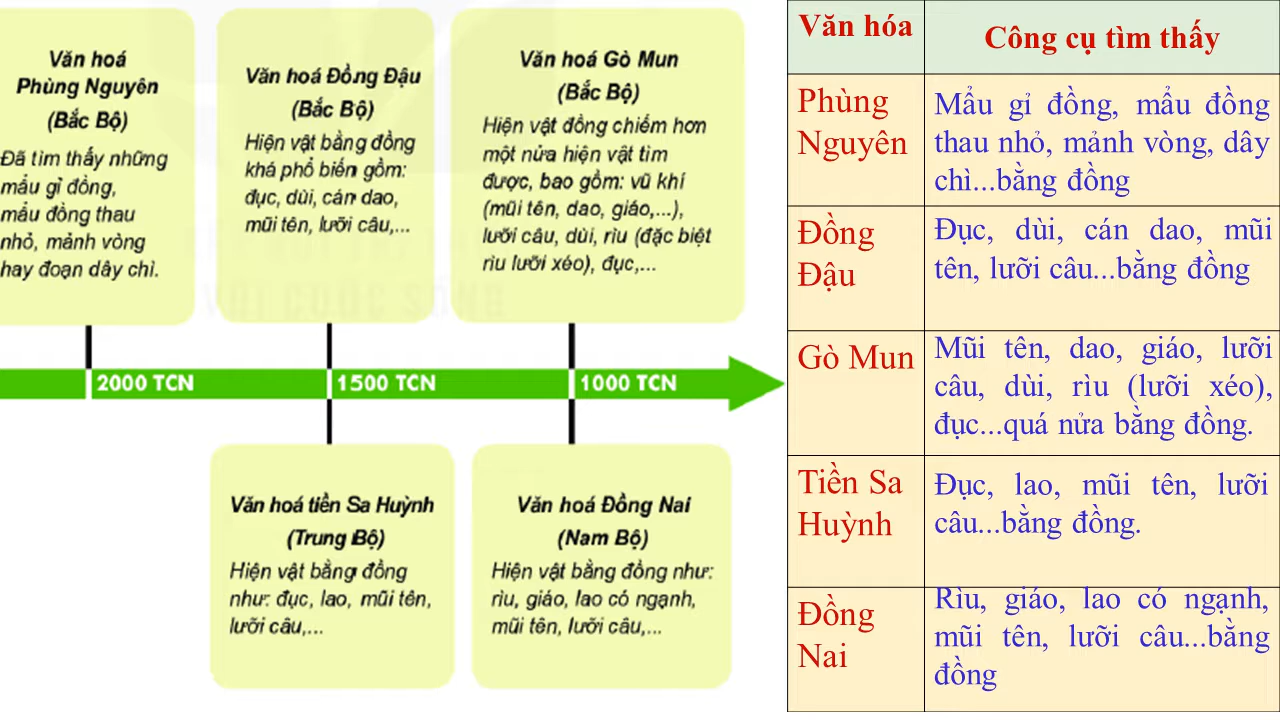 Văn hoá
Phùng Nguyên
(Bắc Bộ)
Đã tìm thấy những
mẩu gỉ đồng,
mẩu đồng thau
nhỏ, mảnh vòng
hay đoạn dây chì.
Văn hoá Đồng Đậu
(Bắc Bộ)
Hiện vật bằng đồng
khá phổ biến gồm:
đục, dùi, cán dao,
mũi tên, lưỡi câu,...
Văn hoá Gò Mun
(Bắc Bộ)
Hiện vật đồng chiếm hơn
một nửa hiện vật tìm
được, bao gồm: vũ khí
(mũi tên, dao, giáo,...),
lưỡi câu, dùi, rìu (đặc biệt
rìu lưỡi xéo), đục,...
VỚI CUỘC SỐNG
2000 TCN
1500 TCN
1000 TCN
Văn hoá tiền Sa Huỳnh
(Trung Bộ)
Hiện vật bằng đồng
như: đục, lao, mũi tên,
lưỡi câu,...
Văn hoá Đồng Nai
(Nam Bộ)
Hiện vật bằng đồng như:
rìu, giáo, lao có ngạnh,
mũi tên, lưỡi câu,...
Văn hóa
Công cụ tìm thấy
Phùng
Nguyên
Mẩu gỉ đồng, mẩu đồng
thau nhỏ, mảnh vòng, dây
chì...bằng đồng
Đồng
Đậu
Đục, dùi, cán dao, mũi
tên, lưỡi câu...bằng đồng
Gò Mun
Mũi tên, dao, giáo, lưỡi
câu, dùi, rìu (lưỡi xéo),
đục...quá nửa bằng đồng.
Tiền Sa
Huỳnh
Đục, lao, mũi tên, lưỡi
câu...bằng đồng.
Đồng
Nai
Rìu, giáo, lao có ngạnh,
mũi tên, lưỡi câu...bằng
đồng